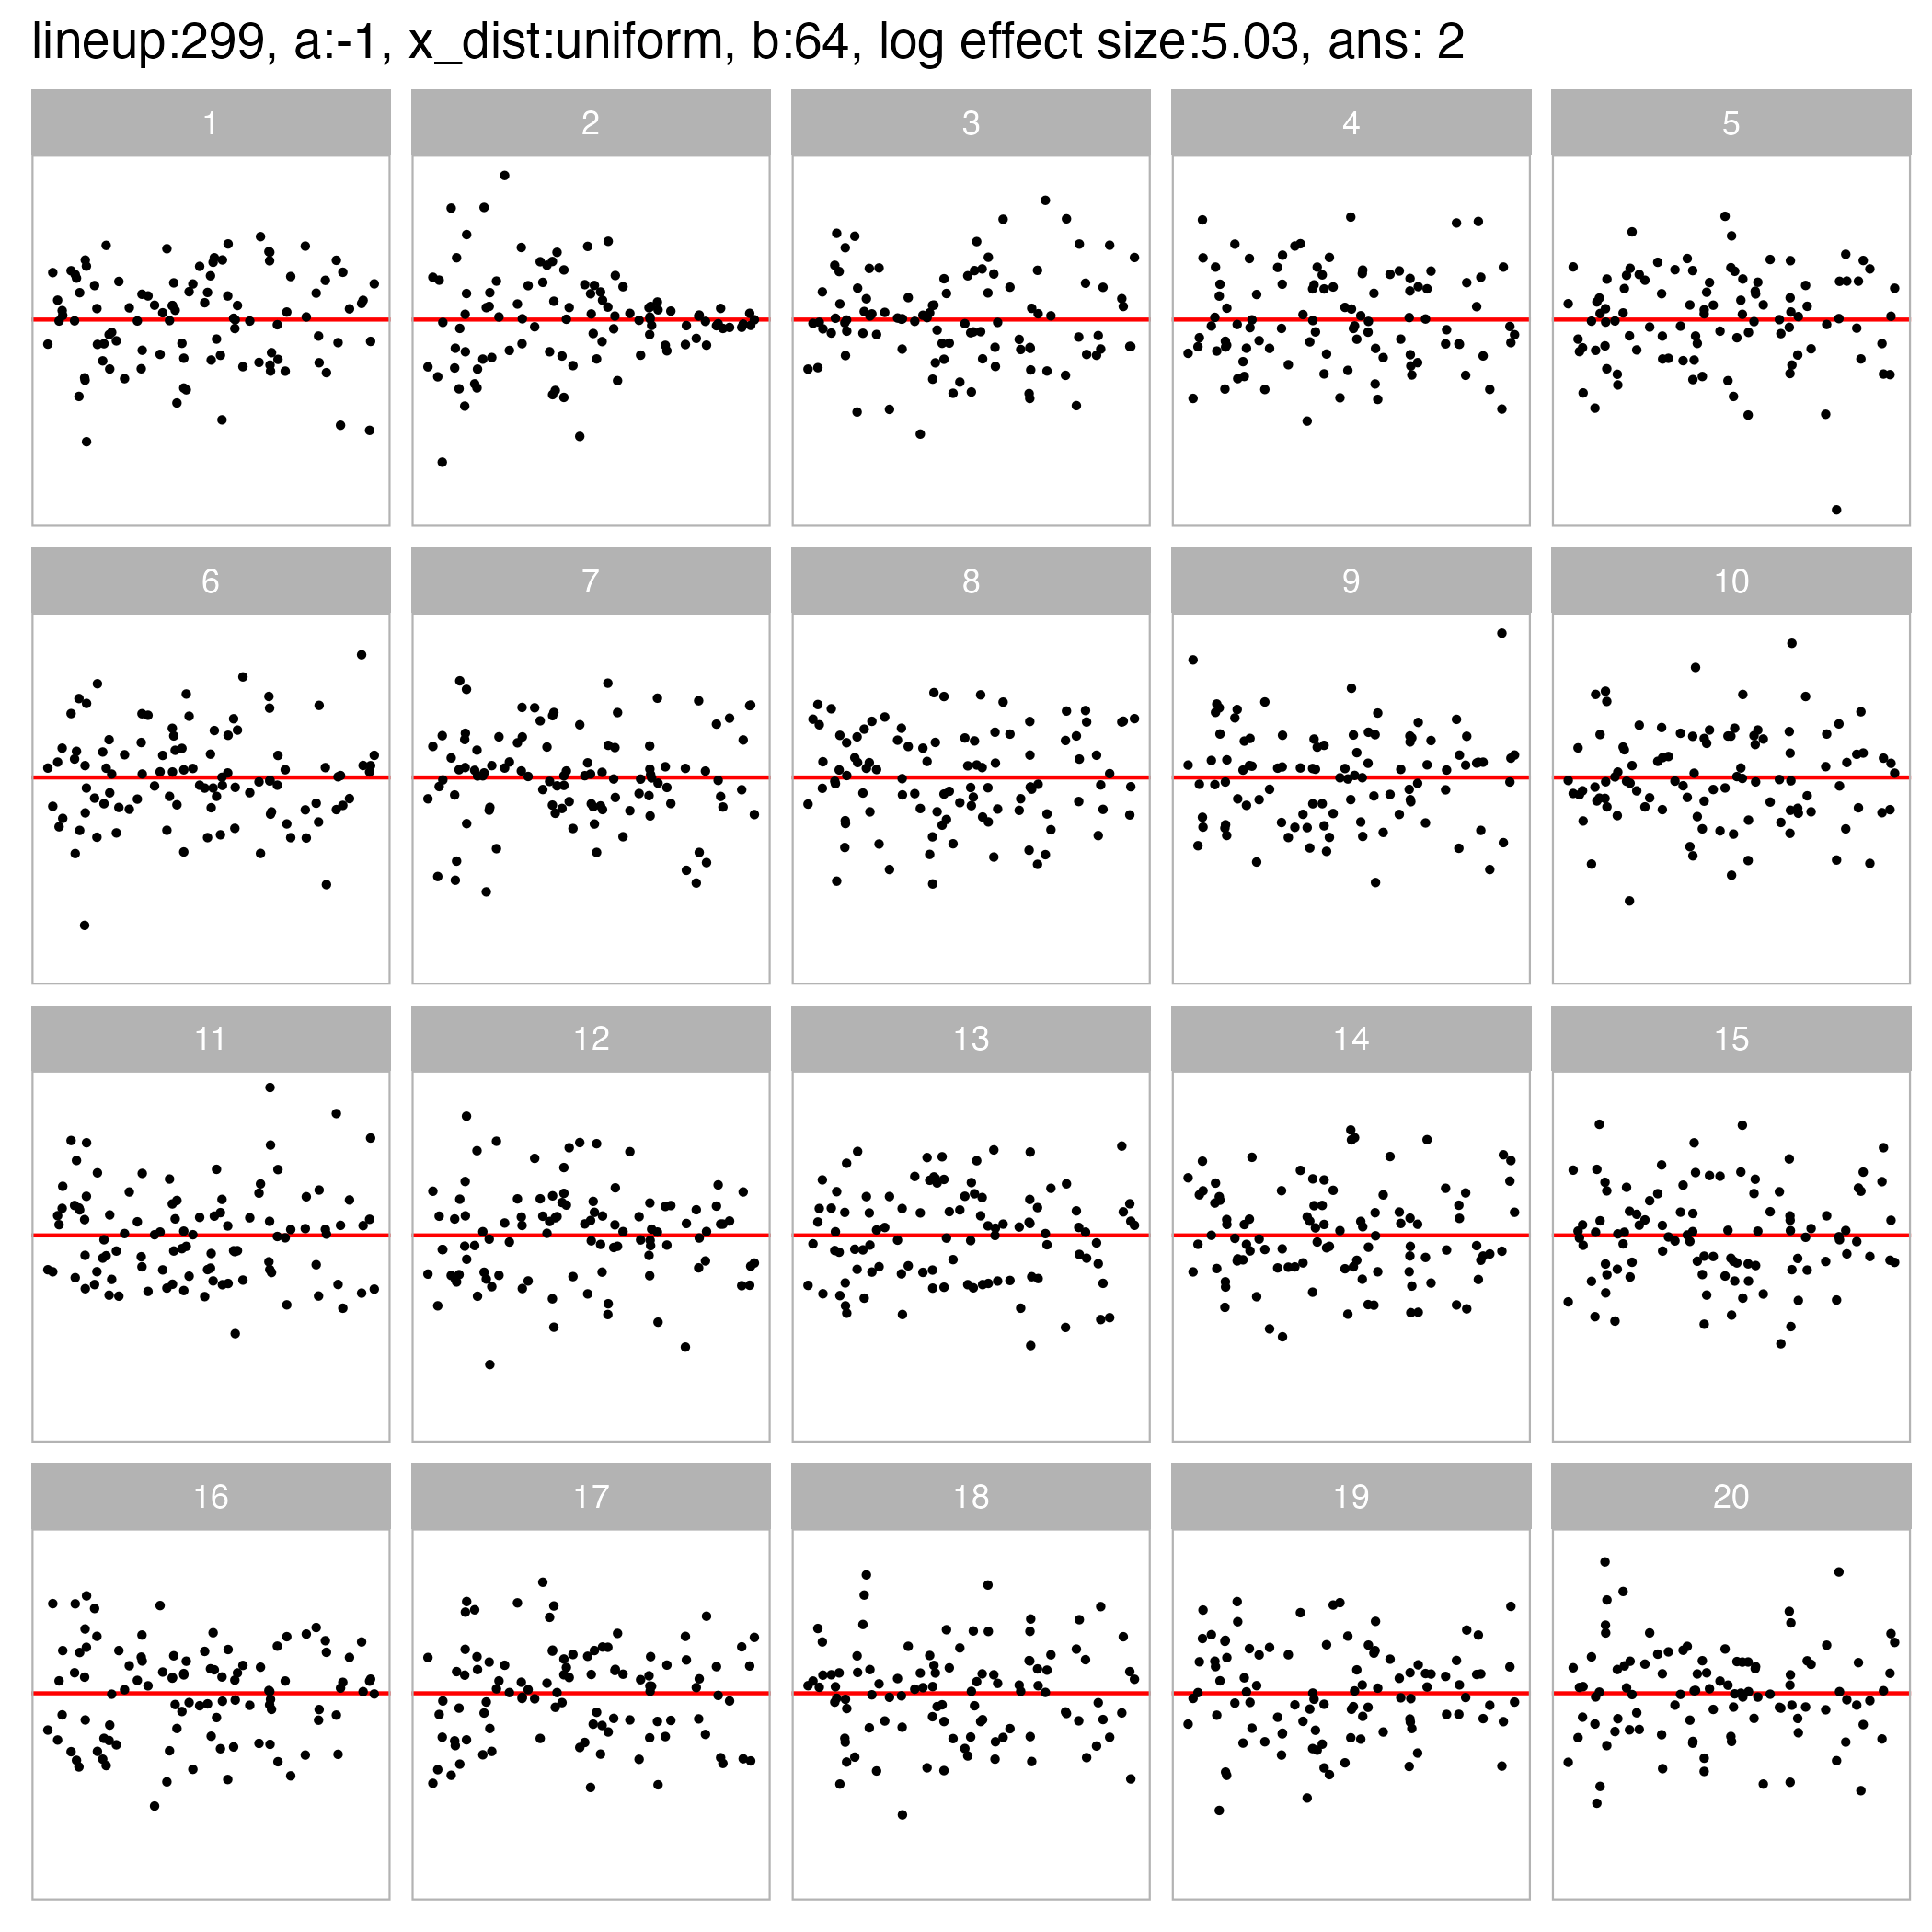 lineup:299, a:-1, x_dist:uniform, b:64, log effect size:5.03, ans: 2
1 2 3 4 5
6 7 8 9 10
11 12 13 14 15
16 17 18 19 20